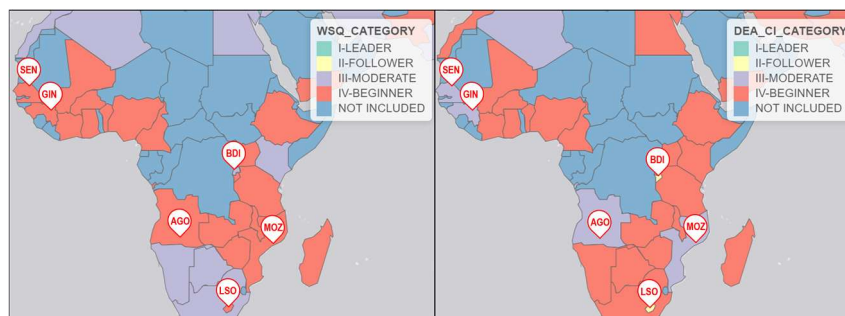 WSQ_CATEGORY
I-LEADER
II-FOLLOWER
III-MODERATE
IV-BEGINNER
NOT INCLUDED
SEN
GIN
BDI
AGO
MOZ
LSO
DEA_CI_CATEGORY
I-LEADER
II-FOLLOWER
III-MODERATE
IV-BEGINNER
NOT INCLUDED
SEN
GIN
BDI
AGO
MOZ
LSO